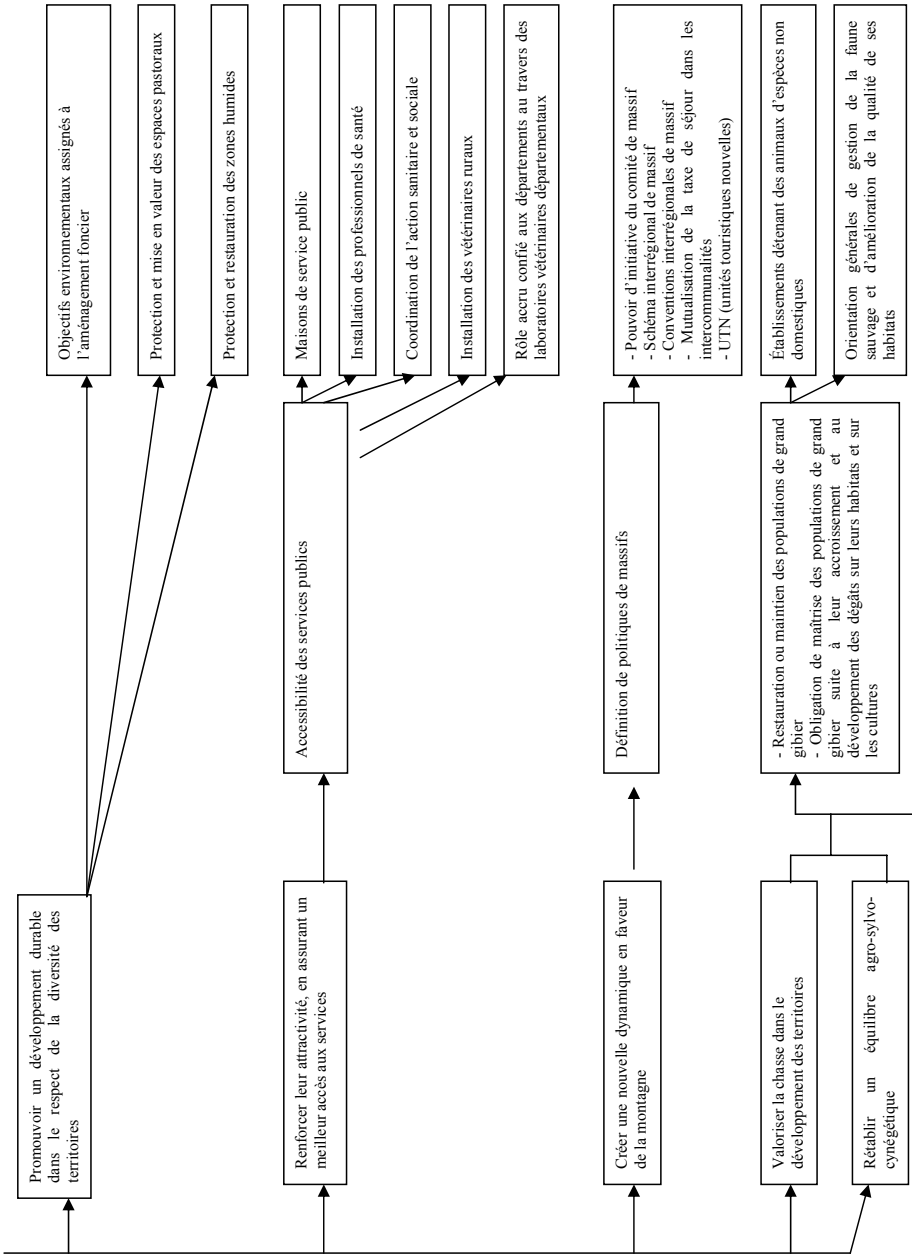 Promouvoir un développement durable
dans le respect de la diversité des
territoires
Objectifs environnementaux assignés à
l'aménagement foncier
Protection et mise en valeur des espaces pastoraux
Protection et restauration des zones humides
Renforcer leur attractivité, en assurant un
meilleur accès aux services
Accessibilité des services publics
Maisons de service public
Installation des professionnels de santé
Coordination de l'action sanitaire et sociale
Installation des vétérinaires ruraux
Rôle accru confié aux départements au travers des
laboratoires vétérinaires départementaux
Créer une nouvelle dynamique en faveur
de la montagne
Définition de politiques de massifs
- Pouvoir d'initiative du comité de massif
- Schéma interrégional de massif
- Conventions interrégionales de massif
- Mutualisation de la taxe de séjour dans les
intercommunalités
- UTN (unités touristiques nouvelles)
Valoriser la chasse dans le
développement des territoires
Rétablir un équilibre agro-sylvo-
cynégétique
- Restauration ou maintien des populations de grand
gibier
- Obligation de maîtrise des populations de grand
gibier suite à leur accroissement et au
développement des dégâts sur leurs habitats et sur
les cultures
Établissements détenant des animaux d'espèces non
domestiques
Orientation générales de gestion de la faune
sauvage et d'amélioration de la qualité de ses
habitats